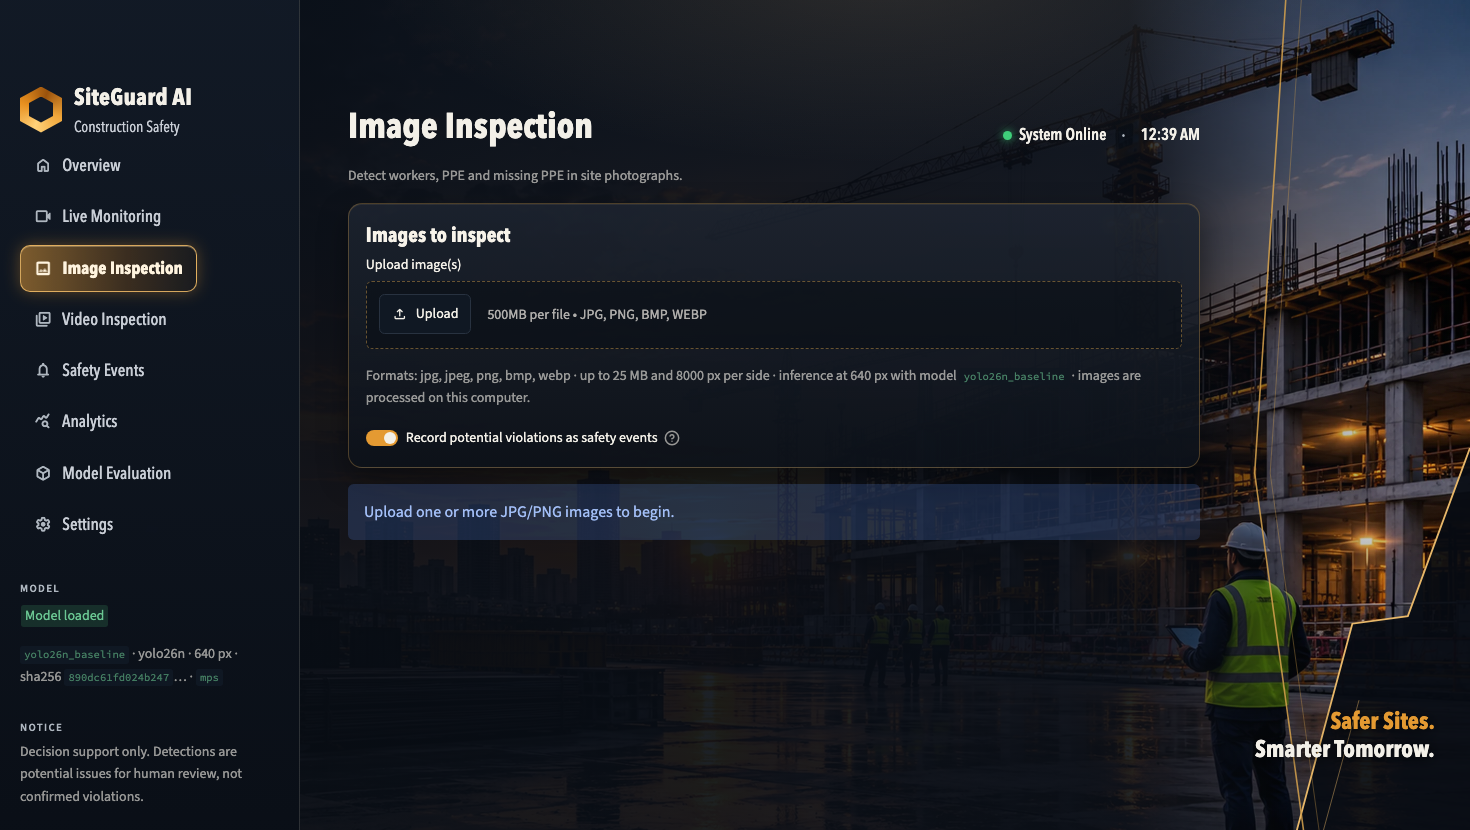 SiteGuard AI
Construction Safety
Overview
Live Monitoring
Image Inspection
Video Inspection
Safety Events
Analytics
Model Evaluation
Settings
MODEL
Model loaded
yolo26n_baseline · yolo26n · 640 px ·
sha256 890dc61fd024b247 … · mps
NOTICE
Decision support only. Detections are
potential issues for human review, not
confirmed violations.
Image Inspection
System Online · 12:39 AM
Detect workers, PPE and missing PPE in site photographs.
Images to inspect
Upload image(s)
Upload 500MB per file • JPG, PNG, BMP, WEBP
Formats: jpg, jpeg, png, bmp, webp · up to 25 MB and 8000 px per side · inference at 640 px with model yolo26n_baseline · images are
processed on this computer.
Record potential violations as safety events ?
Upload one or more JPG/PNG images to begin.
Safer Sites.
Smarter Tomorrow.